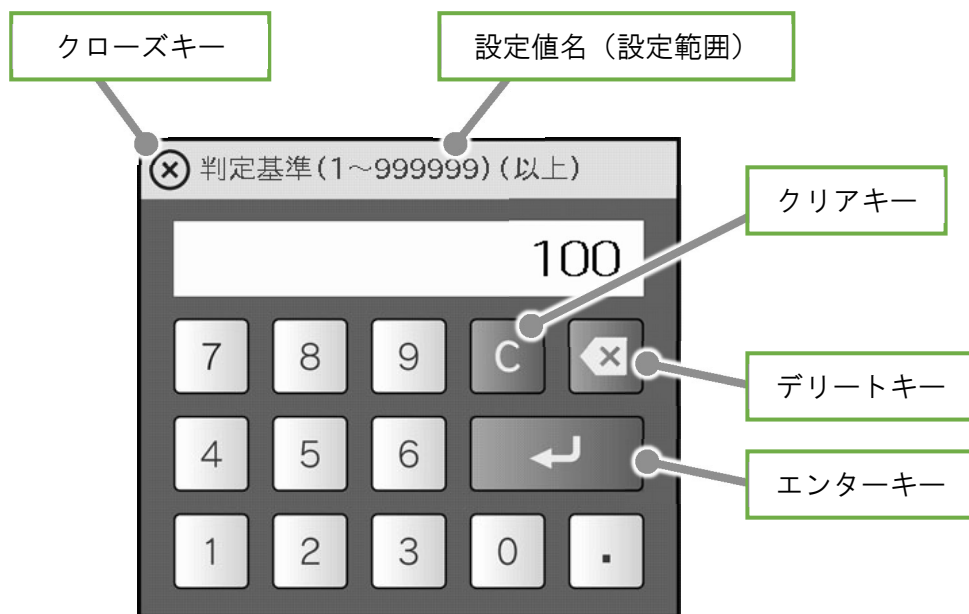 クローズキー
設定値名（設定範囲）
判定基準(1～999999)(以上)
クリアキー
100
7 8 9 C
デリートキー
4 5 6
エンターキー
1 2 3 0 .